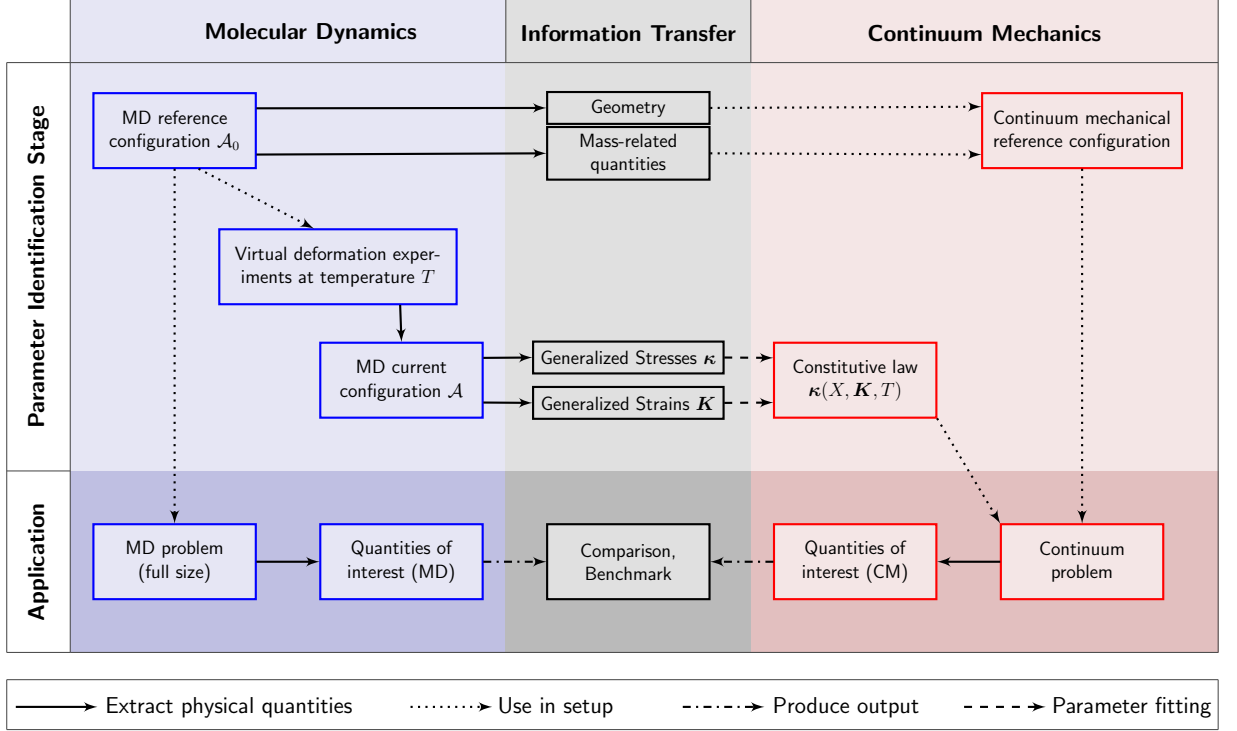 Molecular Dynamics
Information Transfer
Continuum Mechanics
Parameter Identification Stage
MD reference
configuration 𝒜₀
Geometry
Mass-related
quantities
Continuum mechanical
reference configuration
Virtual deformation exper-
iments at temperature T
MD current
configuration 𝒜
Generalized Stresses κ
Generalized Strains K
Constitutive law
κ(X, K, T)
Application
MD problem
(full size)
Quantities of
interest (MD)
Comparison,
Benchmark
Quantities of
interest (CM)
Continuum
problem
Extract physical quantities
Use in setup
Produce output
Parameter fitting